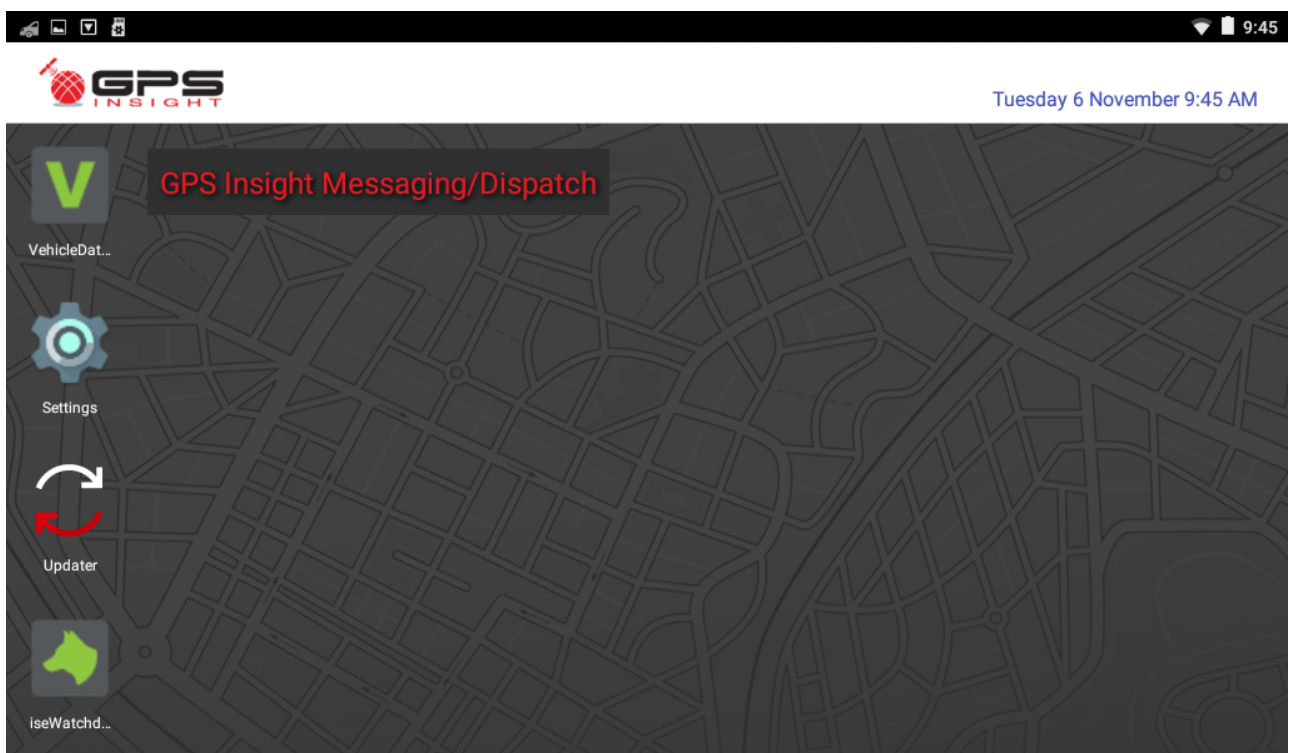 9:45
GPS
INSIGHT
Tuesday 6 November 9:45 AM
V
GPS Insight Messaging/Dispatch
VehicleDat...
Settings
Updater
iseWatchd...